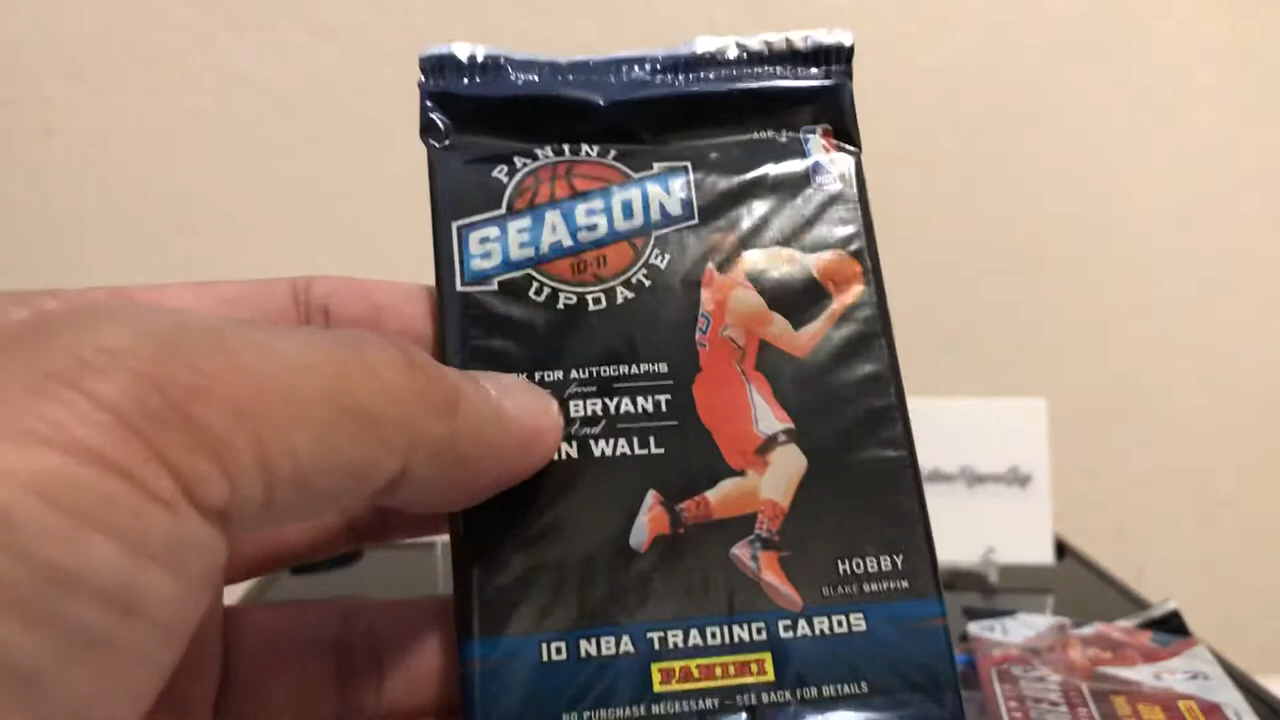 PANINI
SEASON
10-11
UPDATE
FOR AUTOGRAPHS
from
BRYANT
And
WALL
HOBBY
BLAKE GRIFFIN
10 NBA TRADING CARDS
PANINI
NO PURCHASE NECESSARY – SEE BACK FOR DETAILS